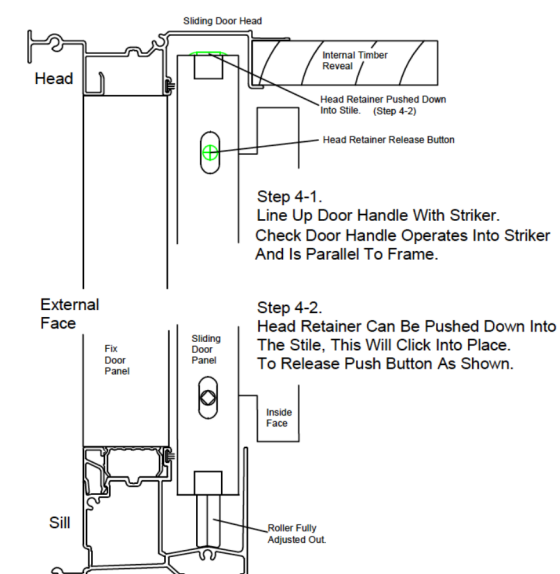 Sliding Door Head
Internal Timber
Reveal
Head
Head Retainer Pushed Down
Into Stile. (Step 4-2)
Head Retainer Release Button
Step 4-1.
Line Up Door Handle With Striker.
Check Door Handle Operates Into Striker
And Is Parallel To Frame.
External
Face
Step 4-2.
Head Retainer Can Be Pushed Down Into
The Stile, This Will Click Into Place.
To Release Push Button As Shown.
Fix
Door
Panel
Sliding
Door
Panel
Inside
Face
Sill
Roller Fully
Adjusted Out.